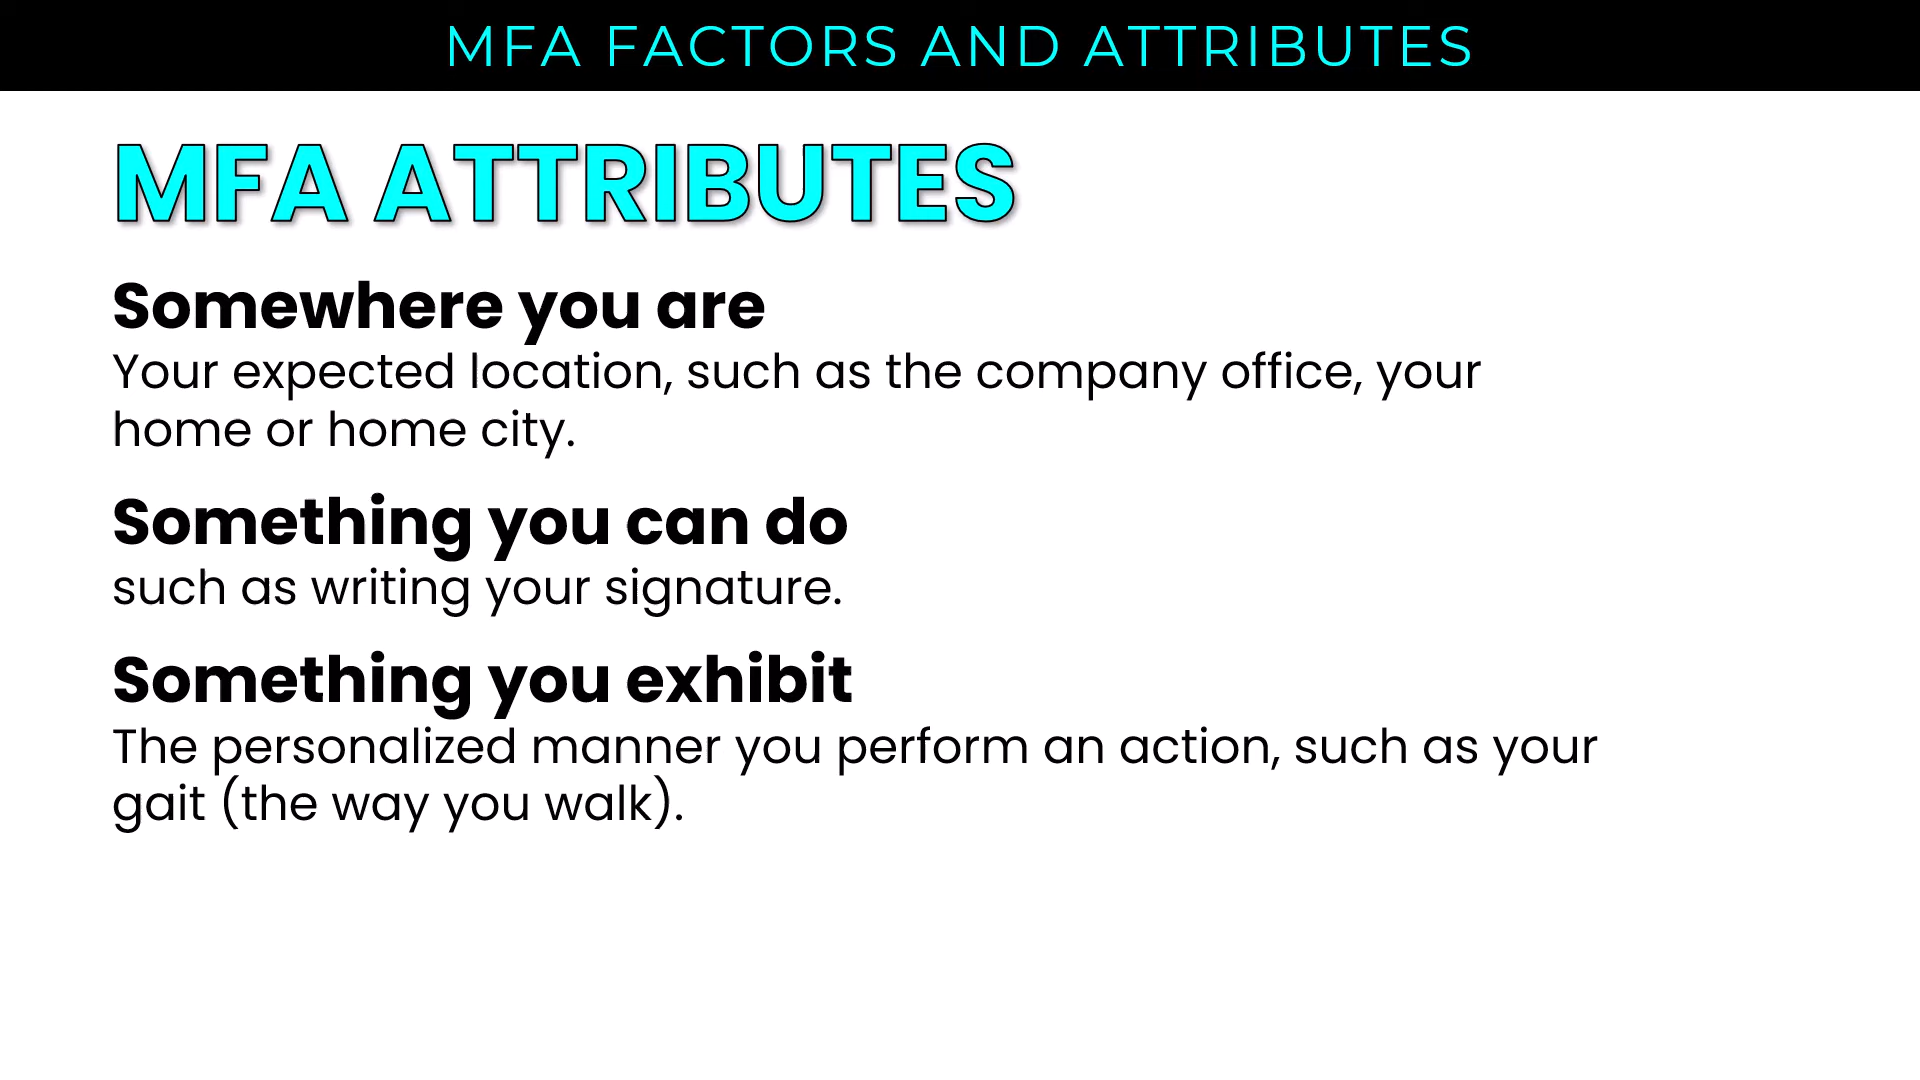 MFA FACTORS AND ATTRIBUTES
MFA ATTRIBUTES
Somewhere you are
Your expected location, such as the company office, your
home or home city.
Something you can do
such as writing your signature.
Something you exhibit
The personalized manner you perform an action, such as your
gait (the way you walk).